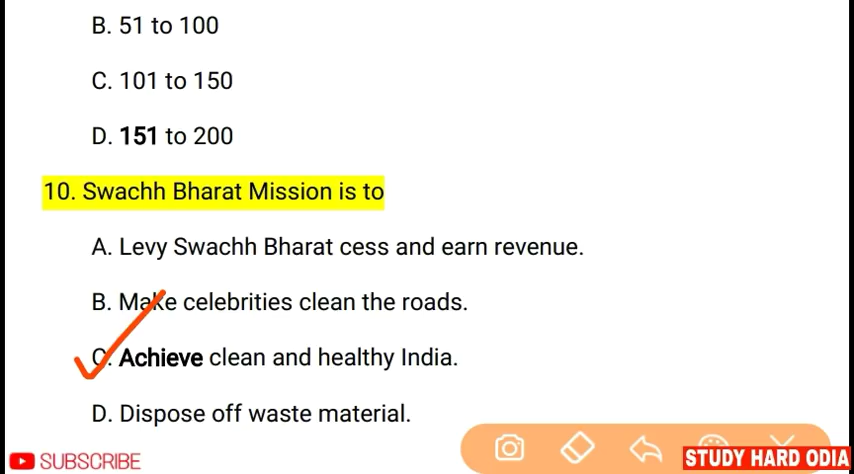 B. 51 to 100
C. 101 to 150
D. 151 to 200
10. Swachh Bharat Mission is to
A. Levy Swachh Bharat cess and earn revenue.
B. Make celebrities clean the roads.
C. Achieve clean and healthy India.
D. Dispose off waste material.
SUBSCRIBE
STUDY HARD ODIA